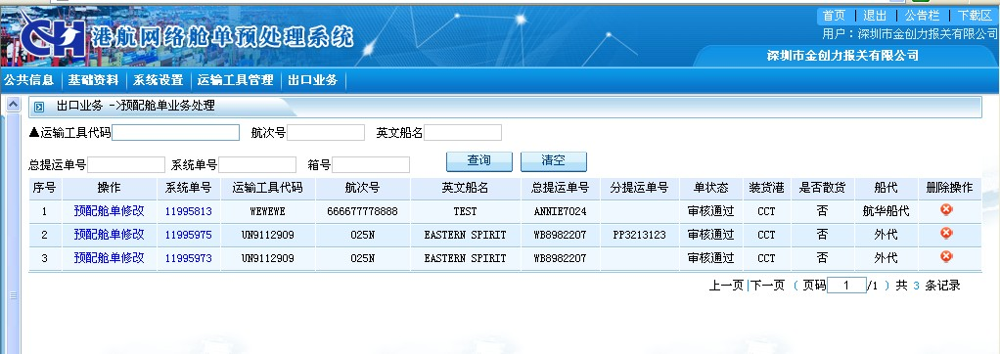 首页 | 退出 | 公告栏 | 下载区
用户：深圳市金创力报关有限公司
CH 港航网络舱单预处理系统
深圳市金创力报关有限公司
公共信息 | 基础资料 | 系统设置 | 运输工具管理 | 出口业务
出口业务 ->预配舱单业务处理
▲运输工具代码 航次号 英文船名
总提运单号 系统单号 箱号 查询 清空
序号 操作 系统单号 运输工具代码 航次号 英文船名 总提运单号 分提运单号 单状态 装货港 是否散货 船代 删除操作
1 预配舱单修改 11995813 WEWEWE 666677778888 TEST ANNIE7024 审核通过 CCT 否 航华船代
2 预配舱单修改 11995975 UN9112909 025N EASTERN SPIRIT WB8982207 PP3213123 审核通过 CCT 否 外代
3 预配舱单修改 11995973 UN9112909 025N EASTERN SPIRIT WB8982207 审核通过 CCT 否 外代
上一页|下一页 ( 页码 1 /1 ) 共 3 条记录